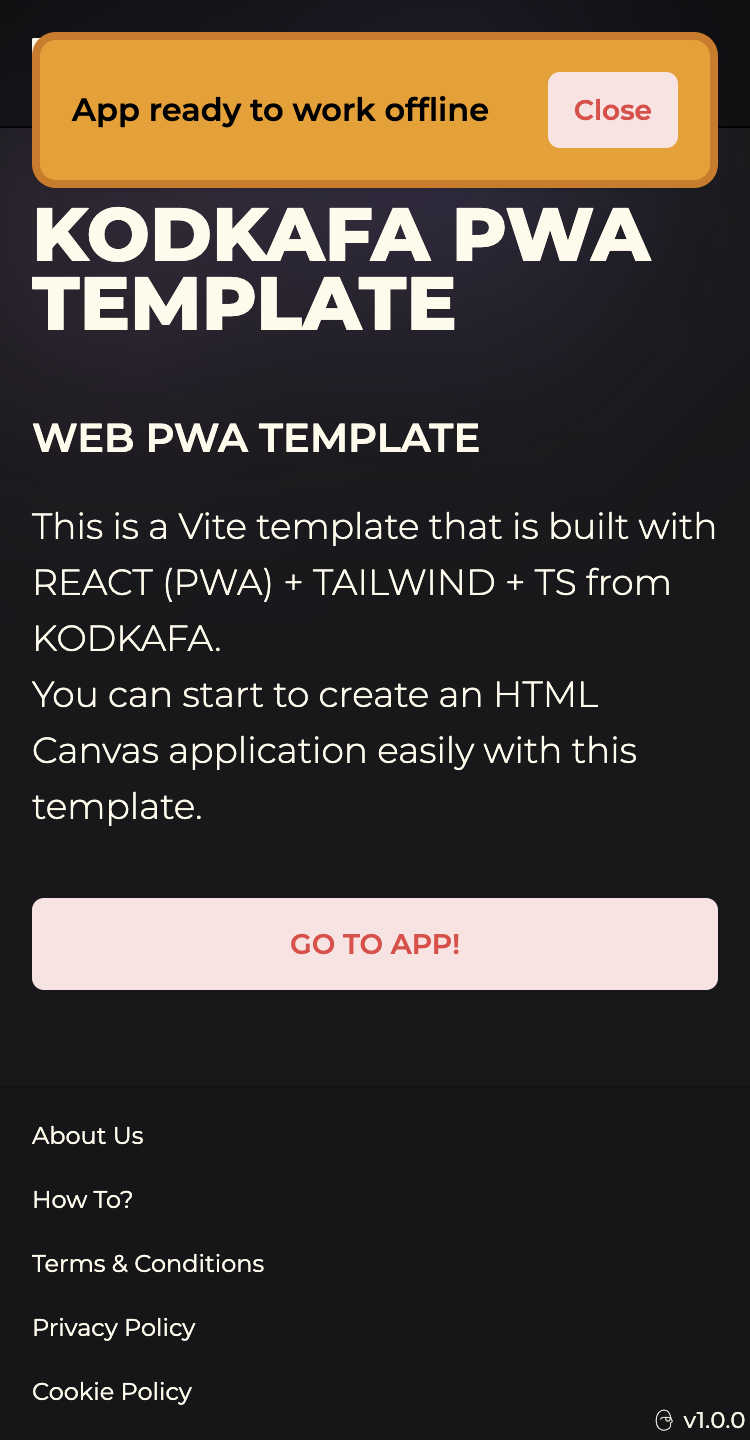 App ready to work offline
Close
KODKAFA PWA
TEMPLATE
WEB PWA TEMPLATE
This is a Vite template that is built with
REACT (PWA) + TAILWIND + TS from
KODKAFA.
You can start to create an HTML
Canvas application easily with this
template.
GO TO APP!
About Us
How To?
Terms & Conditions
Privacy Policy
Cookie Policy
v1.0.0